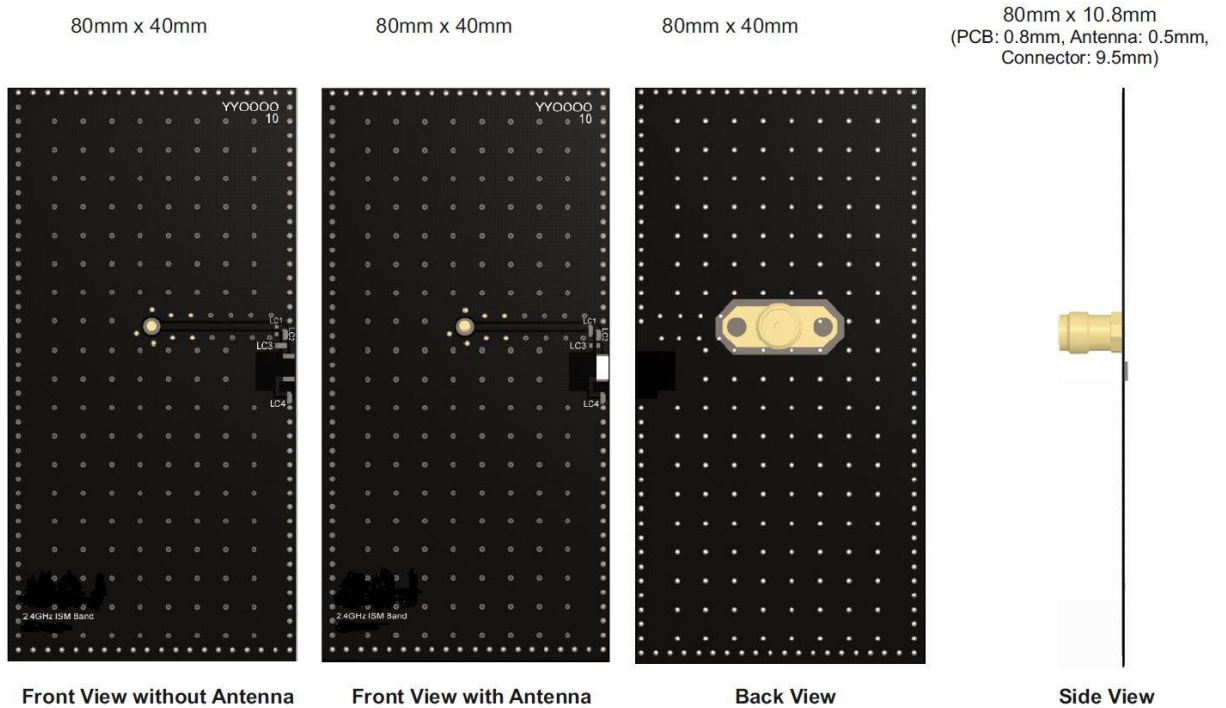 80mm x 40mm
80mm x 40mm
80mm x 40mm
80mm x 10.8mm
(PCB: 0.8mm, Antenna: 0.5mm,
Connector: 9.5mm)
YYOOOO
10
LC1
LC2
LC3
LC4
2.4GHz ISM Band
YYOOOO
10
LC1
LC2
LC3
LC4
2.4GHz ISM Band
Front View without Antenna
Front View with Antenna
Back View
Side View